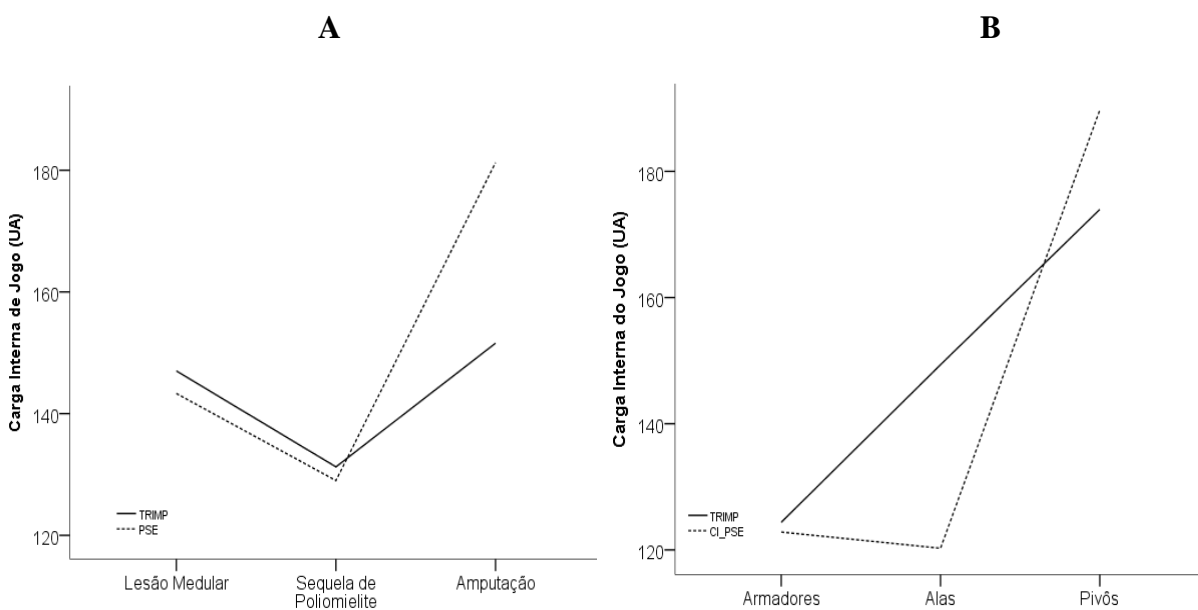 A
Carga Interna de Jogo (UA)
180
160
140
120
TRIMP
PSE
Lesão Medular
Sequela de
Poliomielite
Amputação
B
Carga Interna do Jogo (UA)
180
160
140
120
TRIMP
CI_PSE
Armadores
Alas
Pivôs